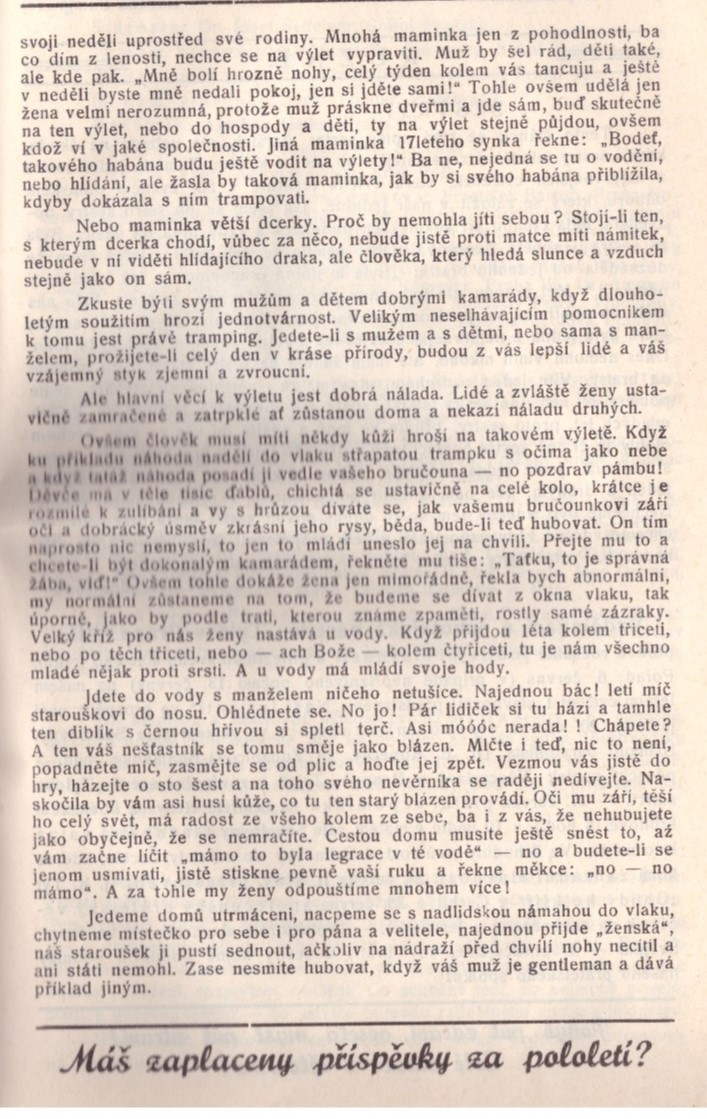 svoji neděli uprostřed své rodiny. Mnohá maminka jen z pohodlnosti, ba
co dím z lenosti, nechce se na výlet vypraviti. Muž by šel rád, děti také,
ale kde pak. „Mně bolí hrozně nohy, celý týden kolem vás tancuju a ještě
v neděli byste mně nedali pokoj, jen si jděte sami!“ Tohle ovšem udělá jen
žena velmi nerozumná, protože muž práskne dveřmi a jde sám, buď skutečně
na ten výlet, nebo do hospody a děti, ty na výlet stejně půjdou, ovšem
kdož ví v jaké společnosti. Jiná maminka 17letého synka řekne: „Bodeť,
takového habána budu ještě vodit na výlety!“ Ba ne, nejedná se tu o vodění,
nebo hlídání, ale žasla by taková maminka, jak by si svého habána přiblížila,
kdyby dokázala s ním trampovati.
Nebo maminka větší dcerky. Proč by nemohla jíti sebou? Stojí-li ten,
s kterým dcerka chodí, vůbec za něco, nebude jistě proti matce míti námitek,
nebude v ní viděti hlídajícího draka, ale člověka, který hledá slunce a vzduch
stejně jako on sám.
Zkuste býti svým mužům a dětem dobrými kamarády, když dlouho-
letým soužitím hrozí jednotvárnost. Velikým neselhávajícím pomocníkem
k tomu jest právě tramping. Jedete-li s mužem a s dětmi, nebo sama s man-
želem, prožijete-li celý den v kráse přírody, budou z vás lepší lidé a váš
vzájemný styk zjemní a zvroucní.
Ale hlavní věcí k výletu jest dobrá nálada. Lidé a zvláště ženy usta-
vičně zamračené a zatrpklé ať zůstanou doma a nekazí náladu druhých.
Ovšem člověk musí míti někdy kůži hroší na takovém výletě. Když
ku příkladu náhoda nadělí do vlaku střapatou trampku s očima jako nebe
a když tatáž náhoda posadí ji vedle vašeho bručouna — no pozdrav pámbu!
Děvče má v těle tisíc ďáblů, chichtá se ustavičně na celé kolo, krátce je
rozmilé k zulíbání a vy s hrůzou díváte se, jak vašemu bručounkovi září
oči a dobrácký úsměv zkrásní jeho rysy, běda, bude-li teď hubovat. On tím
naprosto nic nemyslí, to jen to mládí uneslo jej na chvíli. Přejte mu to a
chcete-li být dokonalým kamarádem, řekněte mu tiše: „Taťku, to je správná
žába, viď!“ Ovšem tohle dokáže žena jen mimořádně, řekla bych abnormální,
my normální zůstaneme na tom, že budeme se dívat z okna vlaku, tak
úporně, jako by podle trati, kterou známe zpaměti, rostly samé zázraky.
Velký kříž pro nás ženy nastává u vody. Když přijdou léta kolem třiceti,
nebo po těch třiceti, nebo — ach Bože — kolem čtyřiceti, tu je nám všechno
mladé nějak proti srsti. A u vody má mládí svoje hody.
Jdete do vody s manželem ničeho netušíce. Najednou bác! letí míč
starouškovi do nosu. Ohlédnete se. No jo! Pár lidiček si tu hází a tamhle
ten diblík s černou hřívou si spletl terč. Asi móóóc nerada! ! Chápete?
A ten váš nešťastník se tomu směje jako blázen. Mlčte i teď, nic to není,
popadněte míč, zasmějte se od plic a hoďte jej zpět. Vezmou vás jistě do
hry, házejte o sto šest a na toho svého nevěrníka se raději nedívejte. Na-
skočila by vám asi husí kůže, co tu ten starý blázen provádí. Oči mu září, těší
ho celý svět, má radost ze všeho kolem ze sebe, ba i z vás, že nehubujete
jako obyčejně, že se nemračíte. Cestou domu musíte ještě snést to, až
vám začne líčit „mámo to byla legrace v té vodě“ — no a budete-li se
jenom usmívati, jistě stiskne pevně vaší ruku a řekne měkce: „no — no
mámo“. A za tohle my ženy odpouštíme mnohem více!
Jedeme domů utrmáceni, nacpeme se s nadlidskou námahou do vlaku,
chytneme místečko pro sebe i pro pána a velitele, najednou přijde „ženská“,
náš staroušek ji pustí sednout, ačkoliv na nádraží před chvílí nohy necítil a
ani státi nemohl. Zase nesmíte hubovat, když váš muž je gentleman a dává
příklad jiným.
Máš zaplaceny příspěvky za pololetí?